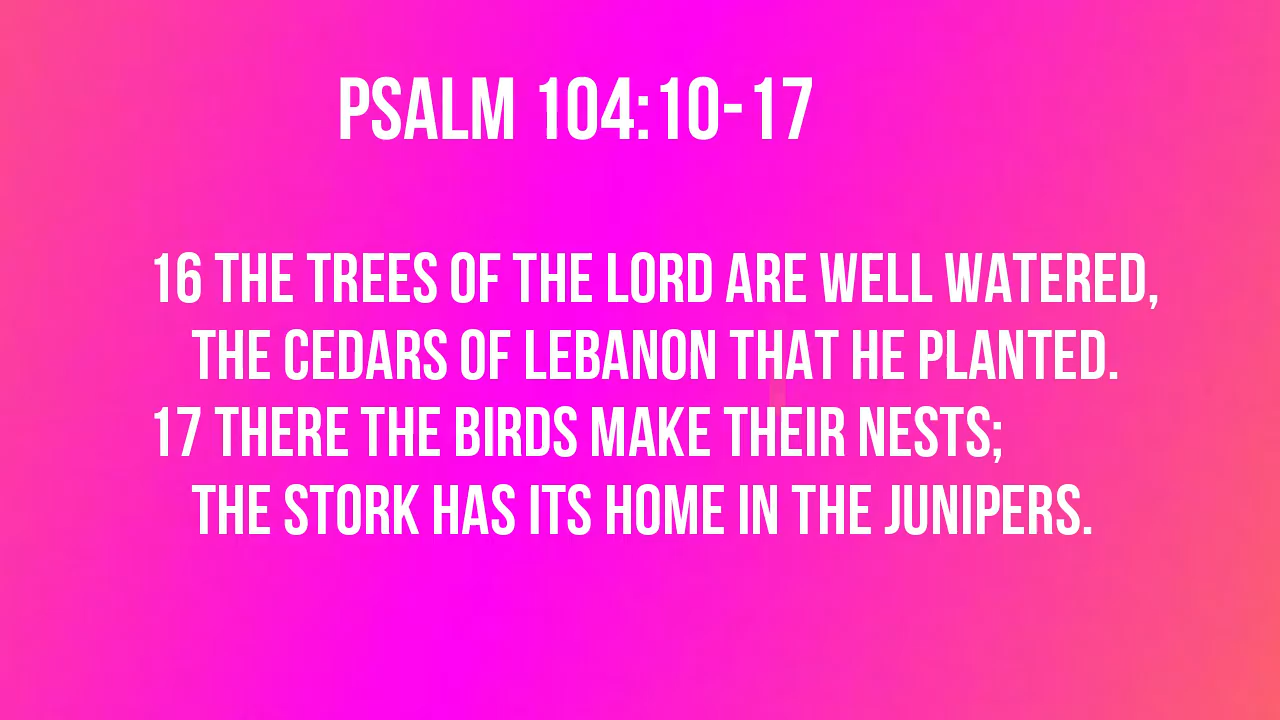 PSALM 104:10-17
16 THE TREES OF THE LORD ARE WELL WATERED,
THE CEDARS OF LEBANON THAT HE PLANTED.
17 THERE THE BIRDS MAKE THEIR NESTS;
THE STORK HAS ITS HOME IN THE JUNIPERS.